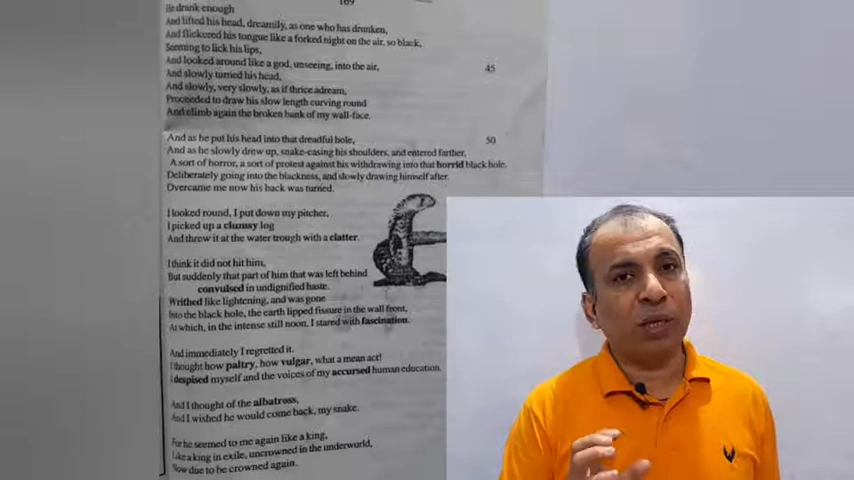 169
He drank enough
And lifted his head, dreamily, as one who has drunken,
And flickered his tongue like a forked night on the air, so black,
Seeming to lick his lips,
And looked around like a god, unseeing, into the air, 45
And slowly turned his head,
And slowly, very slowly, as if thrice adream,
Proceeded to draw his slow length curving round
And climb again the broken bank of my wall-face.
And as he put his head into that dreadful hole, 50
And as he slowly drew up, snake-easing his shoulders, and entered farther,
A sort of horror, a sort of protest against his withdrawing into that horrid black hole.
Deliberately going into the blackness, and slowly drawing himself after,
Overcame me now his back was turned.
I looked round, I put down my pitcher,
I picked up a clumsy log
And threw it at the water trough with a clatter.
I think it did not hit him,
But suddenly that part of him that was left behind
convulsed in undignified haste.
Writhed like lightening, and was gone
Into the black hole, the earth lipped fissure in the wall front,
At which, in the intense still noon, I stared with fascination.
And immediately I regretted it.
I thought how paltry, how vulgar, what a mean act!
I despised myself and the voices of my accursed human education.
And I thought of the albatross,
And I wished he would come back, my snake.
For he seemed to me again like a king,
Like a king in exile, uncrowned in the underworld,
Now due to be crowned again.